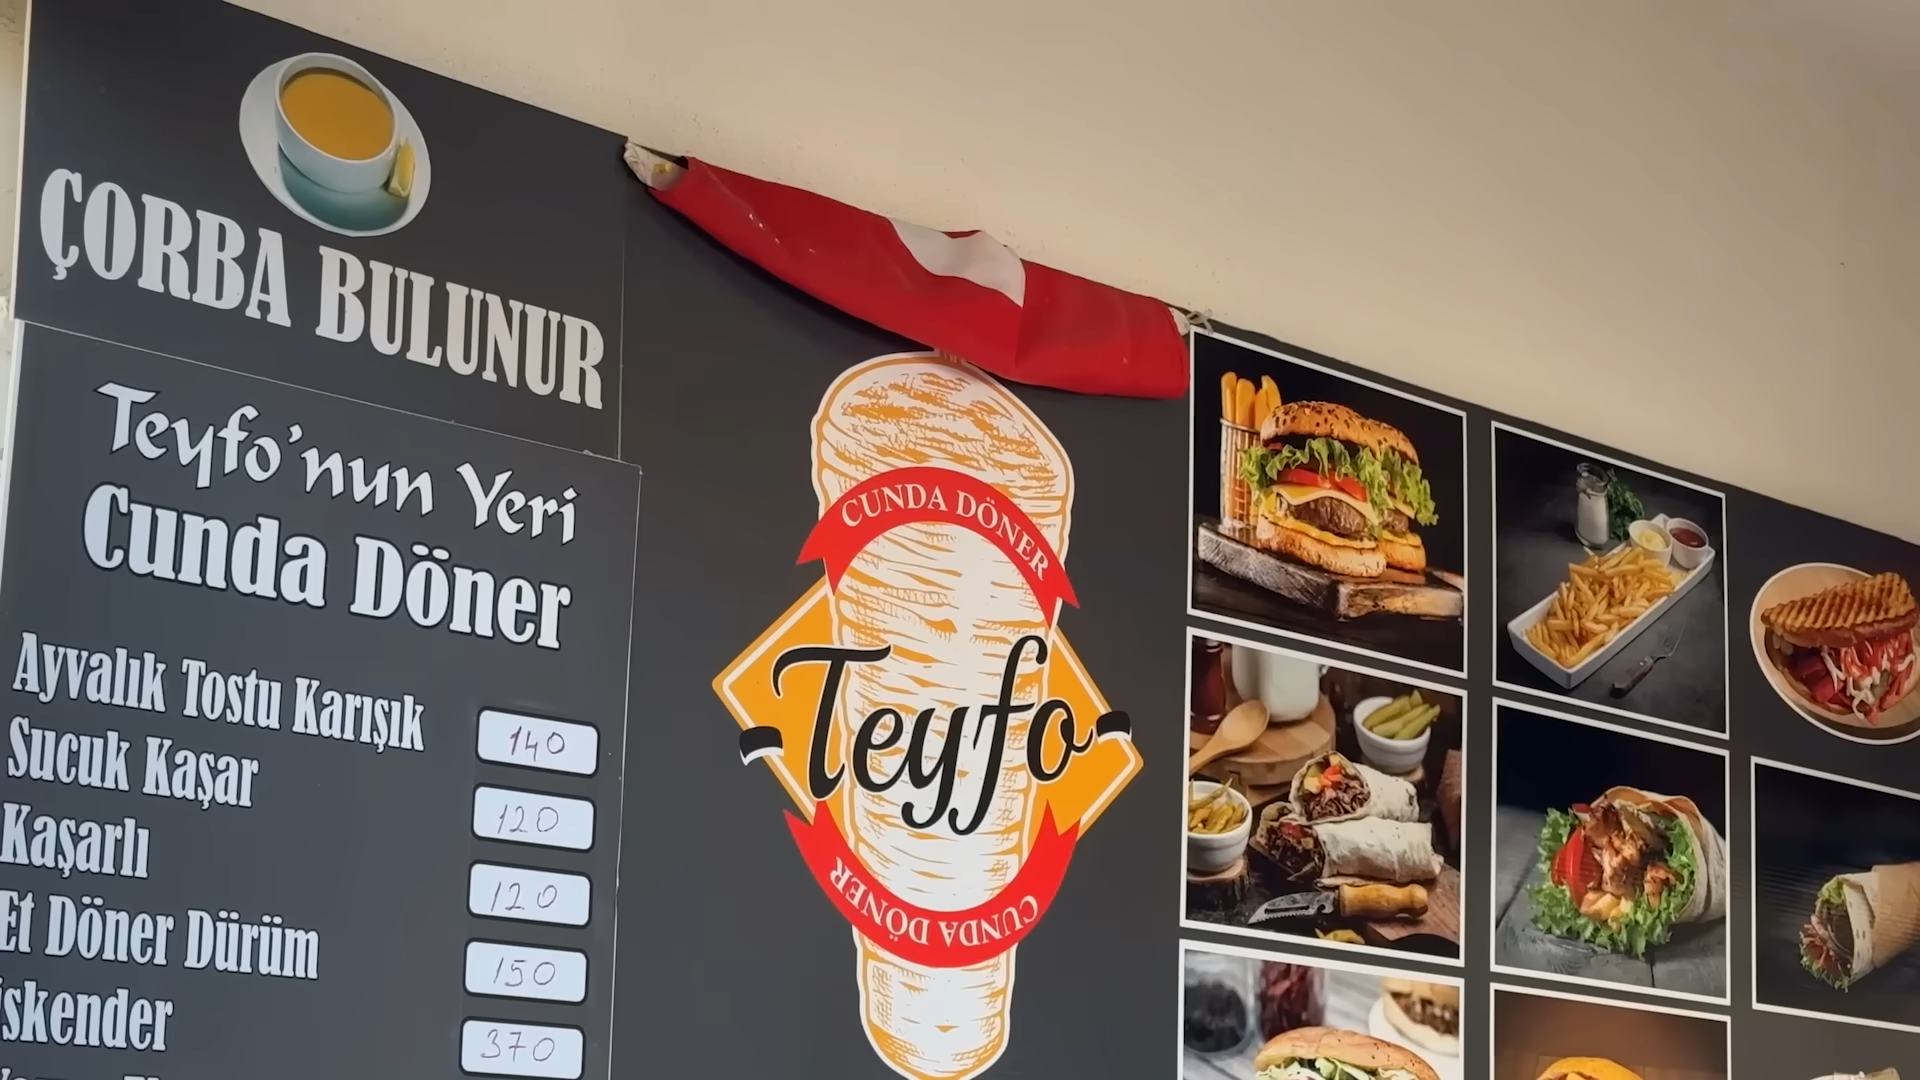 ÇORBA BULUNUR
Teyfo'nun Yeri
Cunda Döner
Ayvalık Tostu Karışık 140
Sucuk Kaşar 120
Kaşarlı 120
Et Döner Dürüm 150
İskender 370
CUNDA DÖNER
Teyfo
CUNDA DÖNER